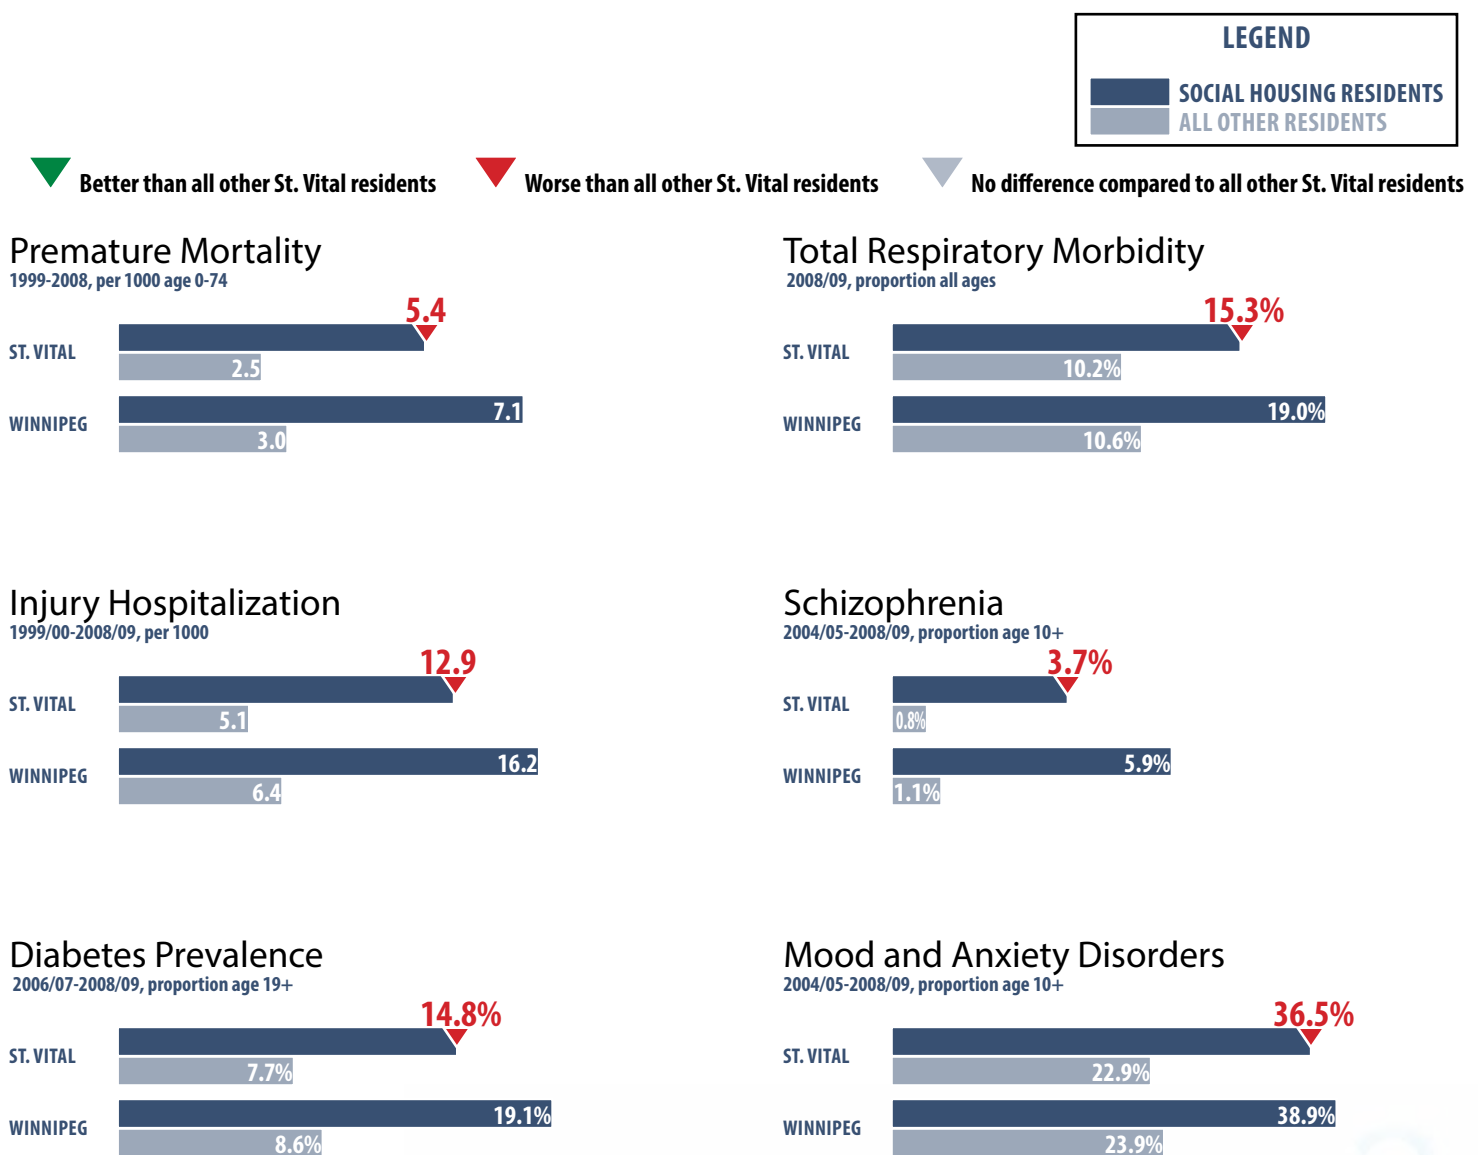 LEGEND
SOCIAL HOUSING RESIDENTS
ALL OTHER RESIDENTS
Better than all other St. Vital residents
Worse than all other St. Vital residents
No difference compared to all other St. Vital residents
Premature Mortality
1999-2008, per 1000 age 0-74
5.4
ST. VITAL
2.5
7.1
WINNIPEG
3.0
Total Respiratory Morbidity
2008/09, proportion all ages
15.3%
ST. VITAL
10.2%
19.0%
WINNIPEG
10.6%
Injury Hospitalization
1999/00-2008/09, per 1000
12.9
ST. VITAL
5.1
16.2
WINNIPEG
6.4
Schizophrenia
2004/05-2008/09, proportion age 10+
3.7%
ST. VITAL
0.8%
5.9%
WINNIPEG
1.1%
Diabetes Prevalence
2006/07-2008/09, proportion age 19+
14.8%
ST. VITAL
7.7%
19.1%
WINNIPEG
8.6%
Mood and Anxiety Disorders
2004/05-2008/09, proportion age 10+
36.5%
ST. VITAL
22.9%
38.9%
WINNIPEG
23.9%